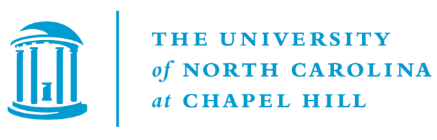 THE UNIVERSITY
of NORTH CAROLINA
at CHAPEL HILL